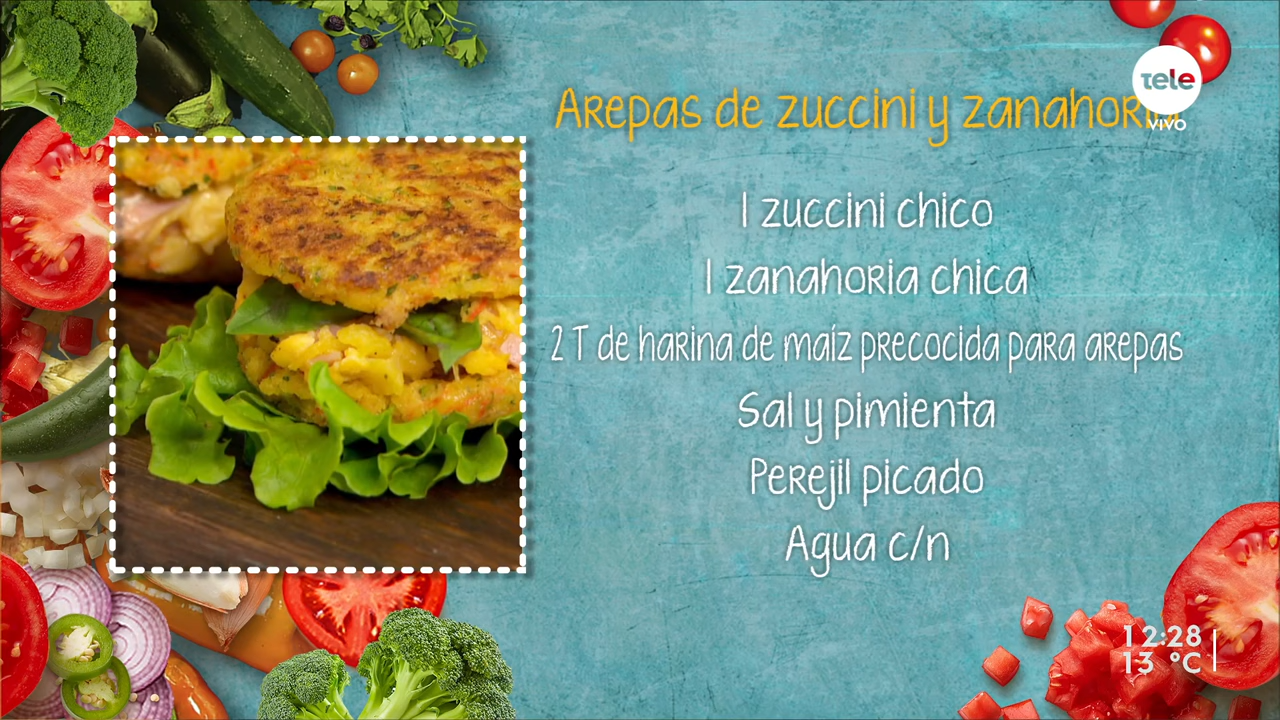 Arepas de zuccini y zanahoria
tele
vivo
1 zuccini chico
1 zanahoria chica
2 T de harina de maíz precocida para arepas
Sal y pimienta
Perejil picado
Agua c/n
12:28
13 °C